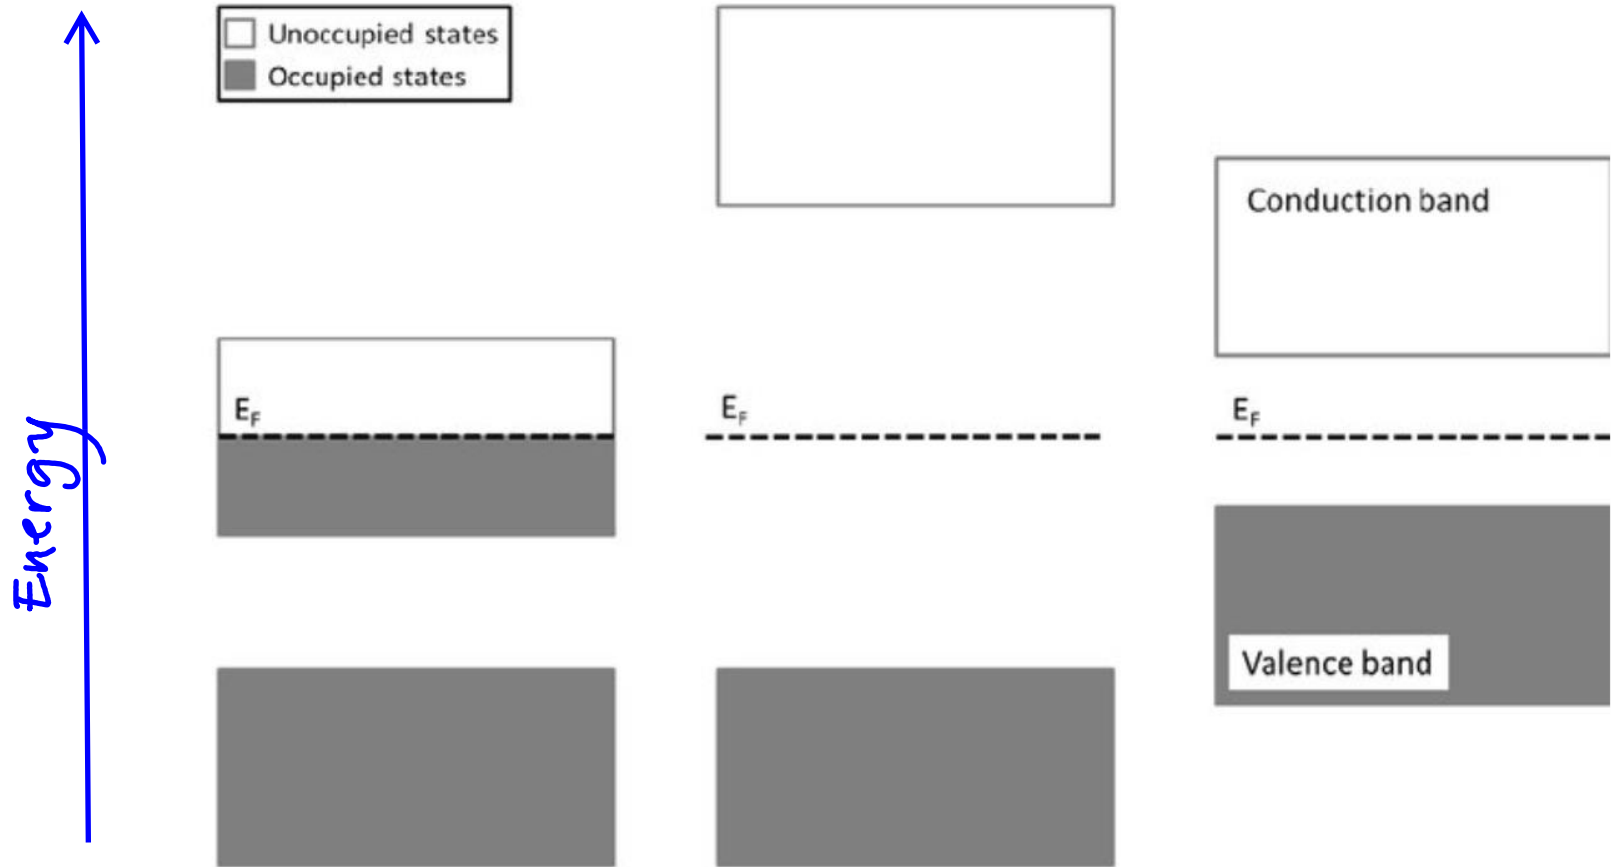 Energy
Unoccupied states
Occupied states
Conduction band
E_F
E_F
E_F
Valence band